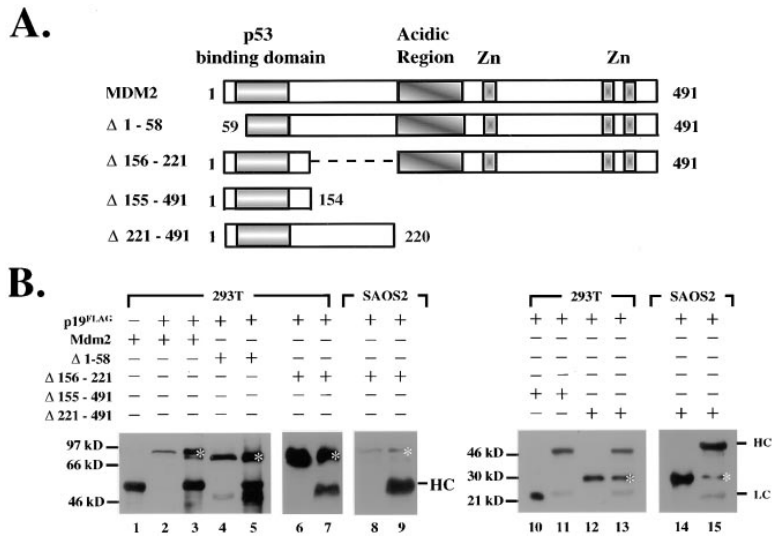 A.
p53
binding domain
Acidic
Region
Zn
Zn
MDM2 1 491
Δ 1 - 58 59 491
Δ 156 - 221 1 491
Δ 155 - 491 1 154
Δ 221 - 491 1 220
B.
293T SAOS2 293T SAOS2
p19FLAG − + + + + + + + + + + + + + +
Mdm2 + + + − − − − − − − − − − − −
Δ 1-58 − − − + + − − − − − − − − − −
Δ 156 - 221 − − − − − + + + + − − − − − −
Δ 155 - 491 − − − − − − − − − + + − − − −
Δ 221 - 491 − − − − − − − − − − − + + + +
97 kD
66 kD
46 kD
* * * *
HC
46 kD
30 kD
21 kD
* *
HC
LC
1 2 3 4 5 6 7 8 9 10 11 12 13 14 15